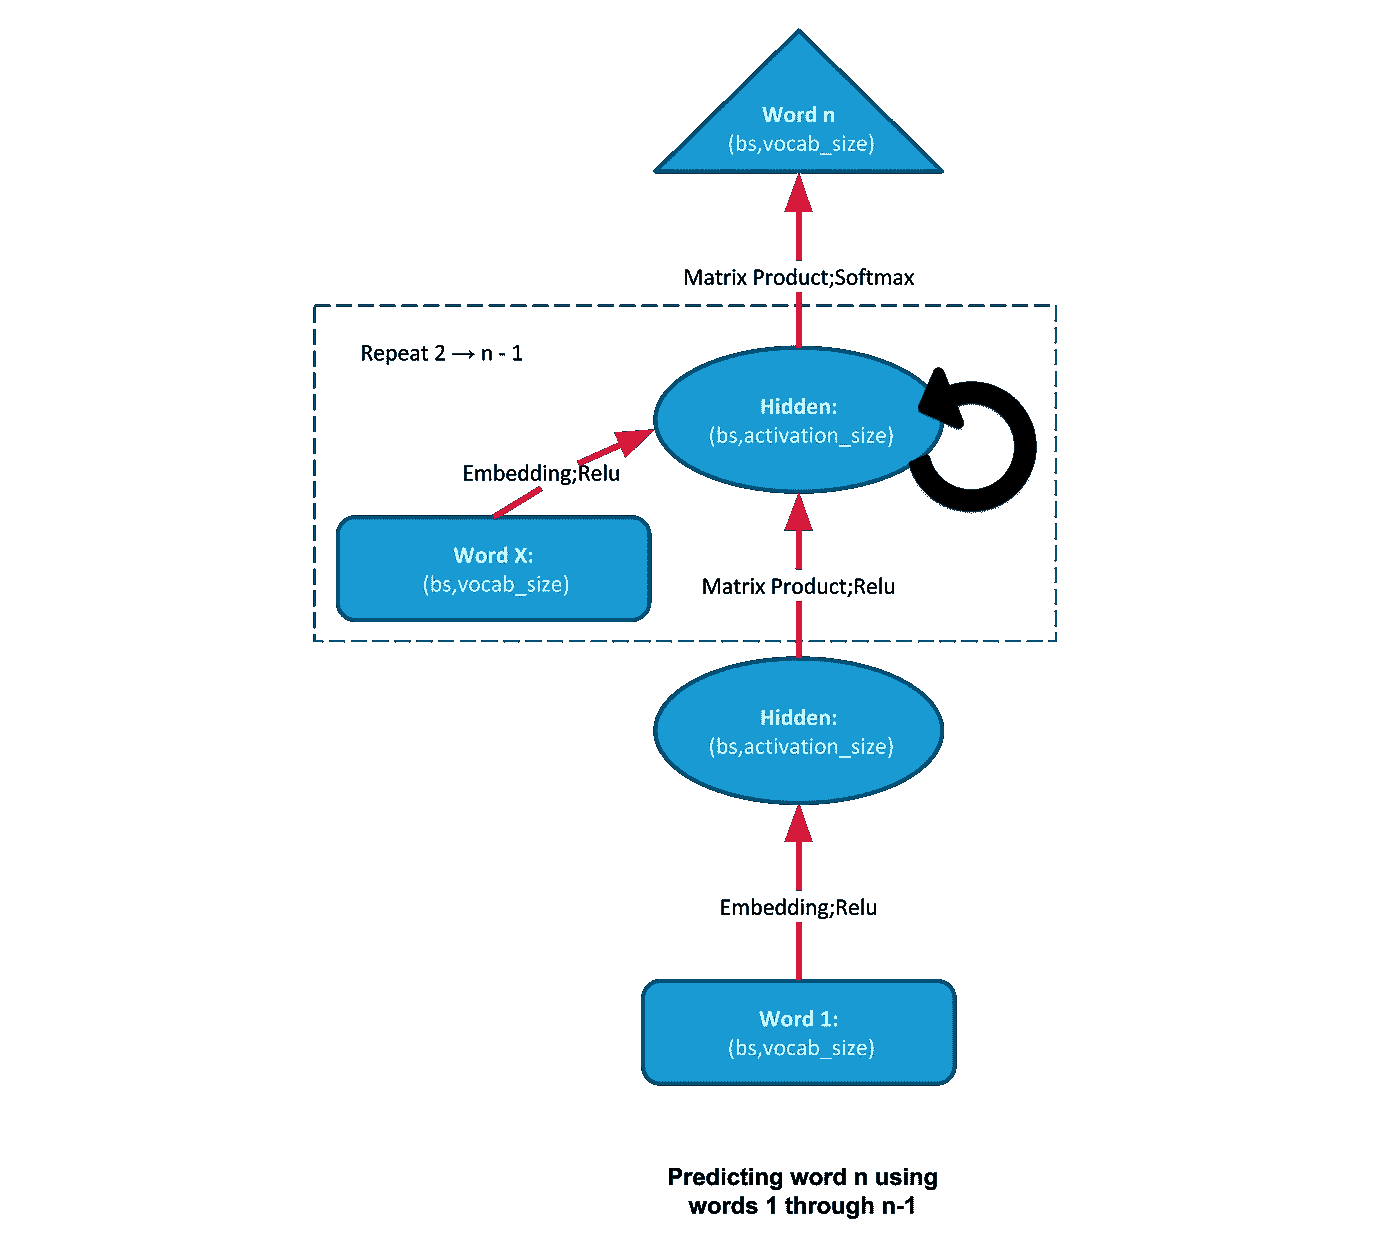 Word n
(bs,vocab_size)
Matrix Product;Softmax
Repeat 2 → n - 1
Hidden:
(bs,activation_size)
Embedding;Relu
Word X:
(bs,vocab_size)
Matrix Product;Relu
Hidden:
(bs,activation_size)
Embedding;Relu
Word 1:
(bs,vocab_size)
Predicting word n using
words 1 through n-1